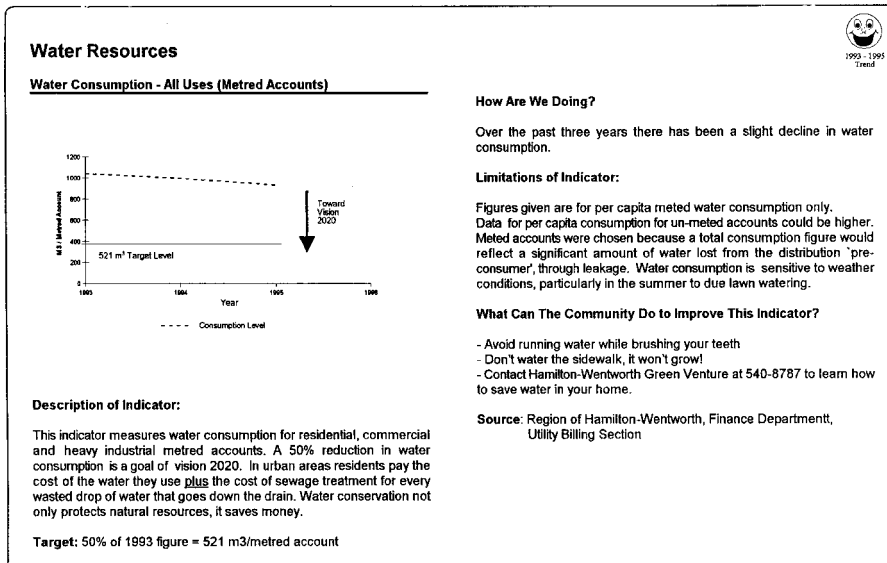 1993 - 1995
Trend
Water Resources
Water Consumption - All Uses (Metred Accounts)
1200
1000
800
600
400
200
0
M3 / Metred Account
521 m³ Target Level
Toward
Vision
2020
1993
1994
1995
1996
Year
- - - - Consumption Level
Description of Indicator:
This indicator measures water consumption for residential, commercial
and heavy industrial metred accounts. A 50% reduction in water
consumption is a goal of vision 2020. In urban areas residents pay the
cost of the water they use plus the cost of sewage treatment for every
wasted drop of water that goes down the drain. Water conservation not
only protects natural resources, it saves money.
Target: 50% of 1993 figure = 521 m3/metred account
How Are We Doing?
Over the past three years there has been a slight decline in water
consumption.
Limitations of Indicator:
Figures given are for per capita meted water consumption only.
Data for per capita consumption for un-meted accounts could be higher.
Meted accounts were chosen because a total consumption figure would
reflect a significant amount of water lost from the distribution `pre-
consumer', through leakage. Water consumption is sensitive to weather
conditions, particularly in the summer to due lawn watering.
What Can The Community Do to Improve This Indicator?
- Avoid running water while brushing your teeth
- Don't water the sidewalk, it won't grow!
- Contact Hamilton-Wentworth Green Venture at 540-8787 to learn how
to save water in your home.
Source: Region of Hamilton-Wentworth, Finance Departmentt,
Utility Billing Section